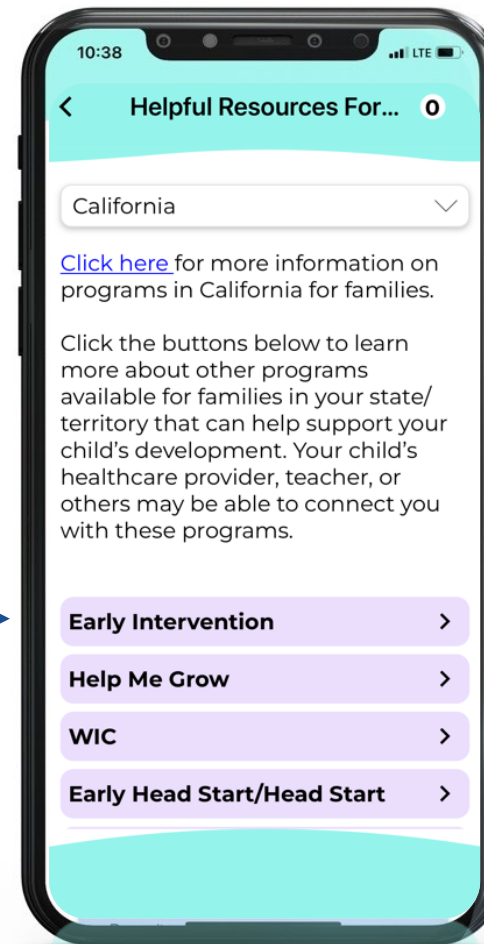 10:38
LTE
Helpful Resources For... 0
California
Click here for more information on
programs in California for families.
Click the buttons below to learn
more about other programs
available for families in your state/
territory that can help support your
child's development. Your child's
healthcare provider, teacher, or
others may be able to connect you
with these programs.
Early Intervention
Help Me Grow
WIC
Early Head Start/Head Start